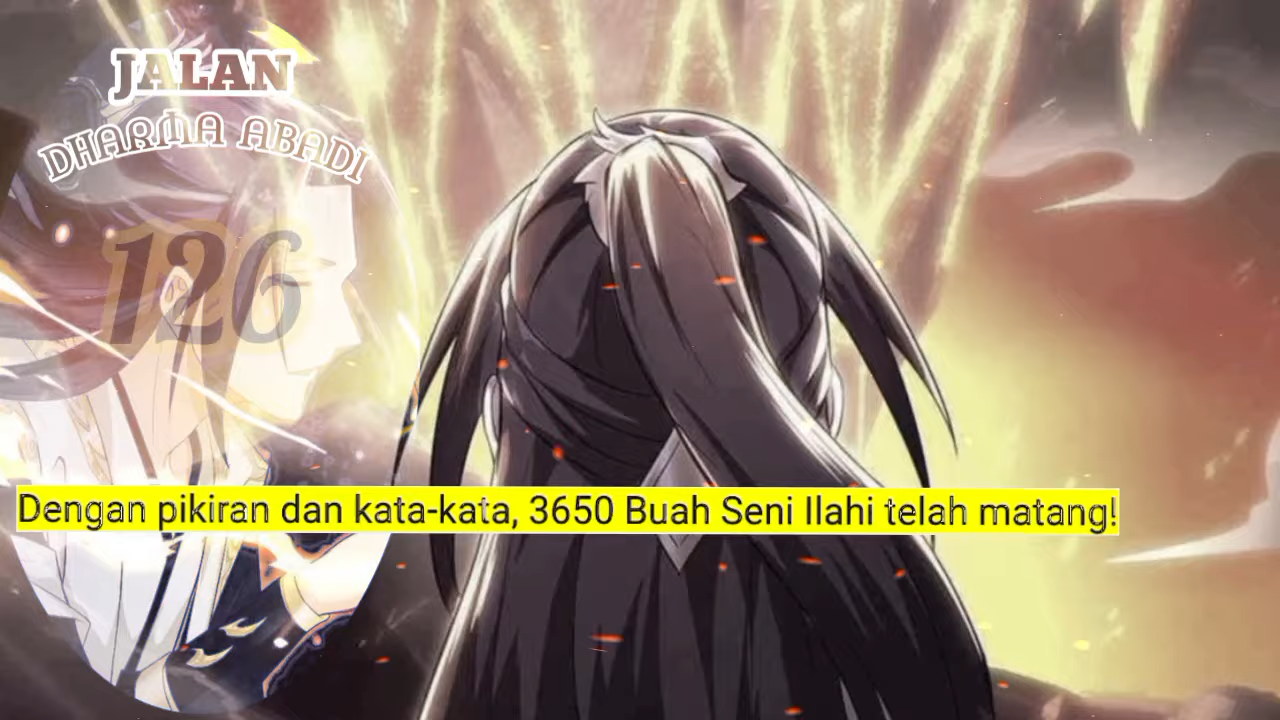 JALAN
DHARMA ABADI
126
Dengan pikiran dan kata-kata, 3650 Buah Seni Ilahi telah matang!